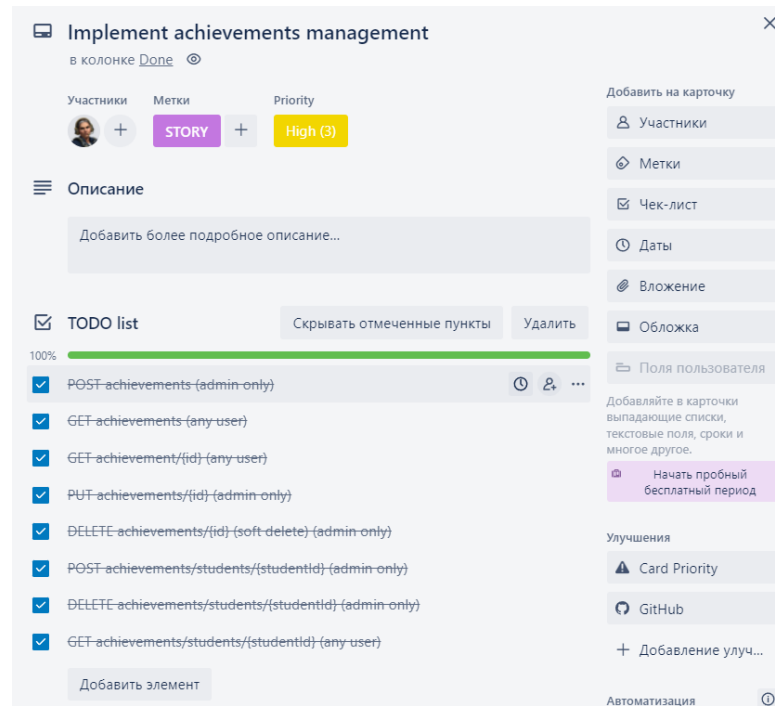 Implement achievements management
в колонке Done
Участники Метки Priority
STORY
High (3)
Описание
Добавить более подробное описание...
TODO list
Скрывать отмеченные пункты
Удалить
100%
POST achievements (admin only)
GET achievements (any user)
GET achievement/{id} (any user)
PUT achievements/{id} (admin only)
DELETE achievements/{id} (soft delete) (admin only)
POST achievements/students/{studentId} (admin only)
DELETE achievements/students/{studentId} (admin only)
GET achievements/students/{studentId} (any user)
Добавить элемент
Добавить на карточку
Участники
Метки
Чек-лист
Даты
Вложение
Обложка
Поля пользователя
Добавляйте в карточки
выпадающие списки,
текстовые поля, сроки и
многое другое.
Начать пробный
бесплатный период
Улучшения
Card Priority
GitHub
Добавление улуч...
Автоматизация